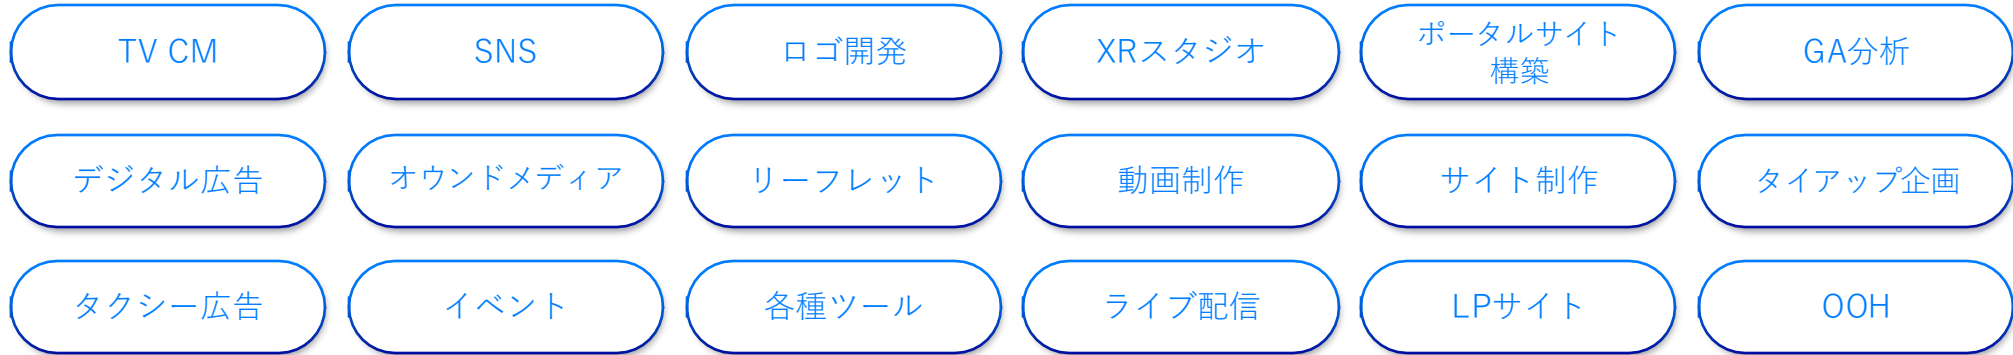 TV CM
SNS
ロゴ開発
XRスタジオ
ポータルサイト
構築
GA分析
デジタル広告
オウンドメディア
リーフレット
動画制作
サイト制作
タイアップ企画
タクシー広告
イベント
各種ツール
ライブ配信
LPサイト
OOH